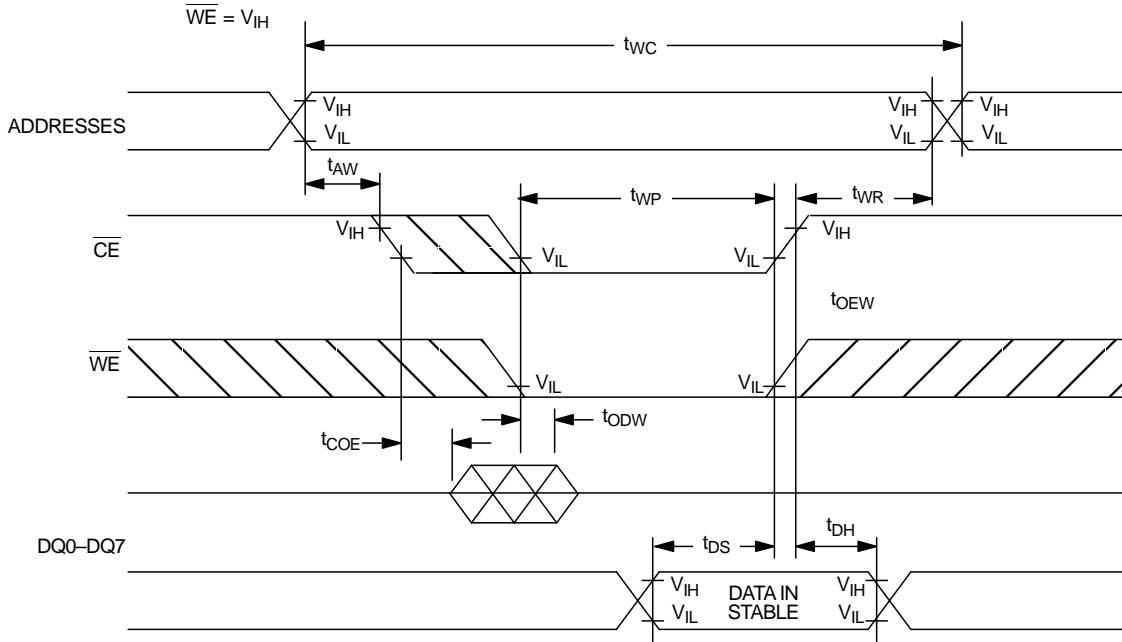 WE = VIH
tWC
ADDRESSES
VIH
VIL
VIH
VIL
VIH
VIL
tAW
tWP
tWR
CE
VIH
VIL
VIL
VIH
tOEW
WE
VIL
VIL
tCOE
tODW
DQ0–DQ7
tDS
tDH
VIH
VIL
DATA IN
STABLE
VIH
VIL